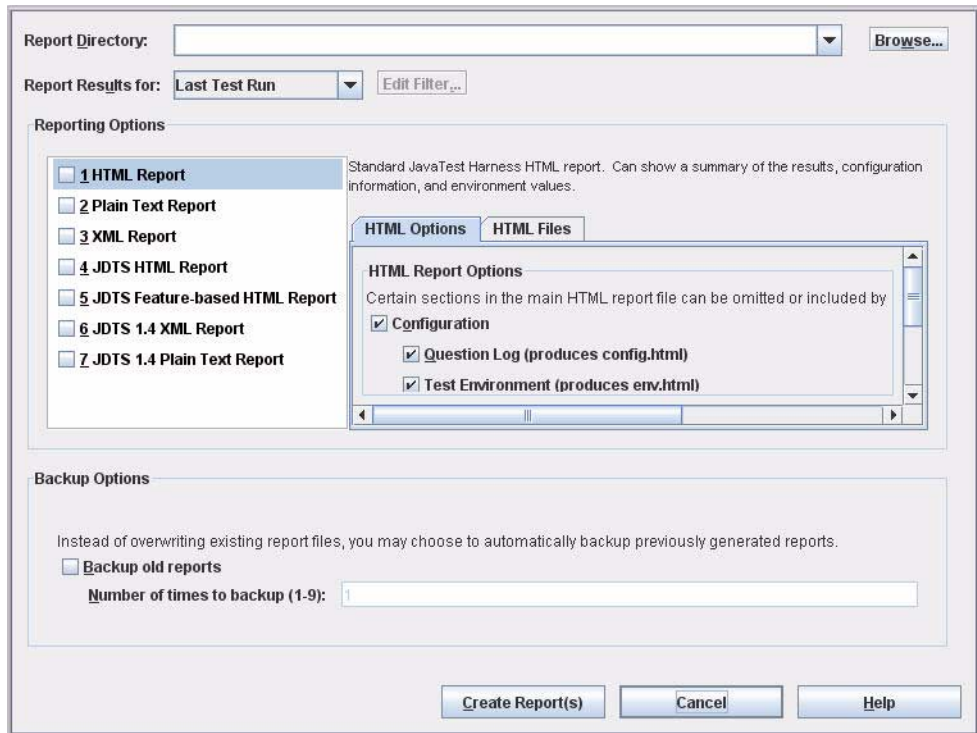 Report Directory:
Browse...
Report Results for: Last Test Run Edit Filter...
Reporting Options
1 HTML Report
2 Plain Text Report
3 XML Report
4 JDTS HTML Report
5 JDTS Feature-based HTML Report
6 JDTS 1.4 XML Report
7 JDTS 1.4 Plain Text Report
Standard JavaTest Harness HTML report. Can show a summary of the results, configuration
information, and environment values.
HTML Options HTML Files
HTML Report Options
Certain sections in the main HTML report file can be omitted or included by
Configuration
Question Log (produces config.html)
Test Environment (produces env.html)
Backup Options
Instead of overwriting existing report files, you may choose to automatically backup previously generated reports.
Backup old reports
Number of times to backup (1-9): 1
Create Report(s) Cancel Help